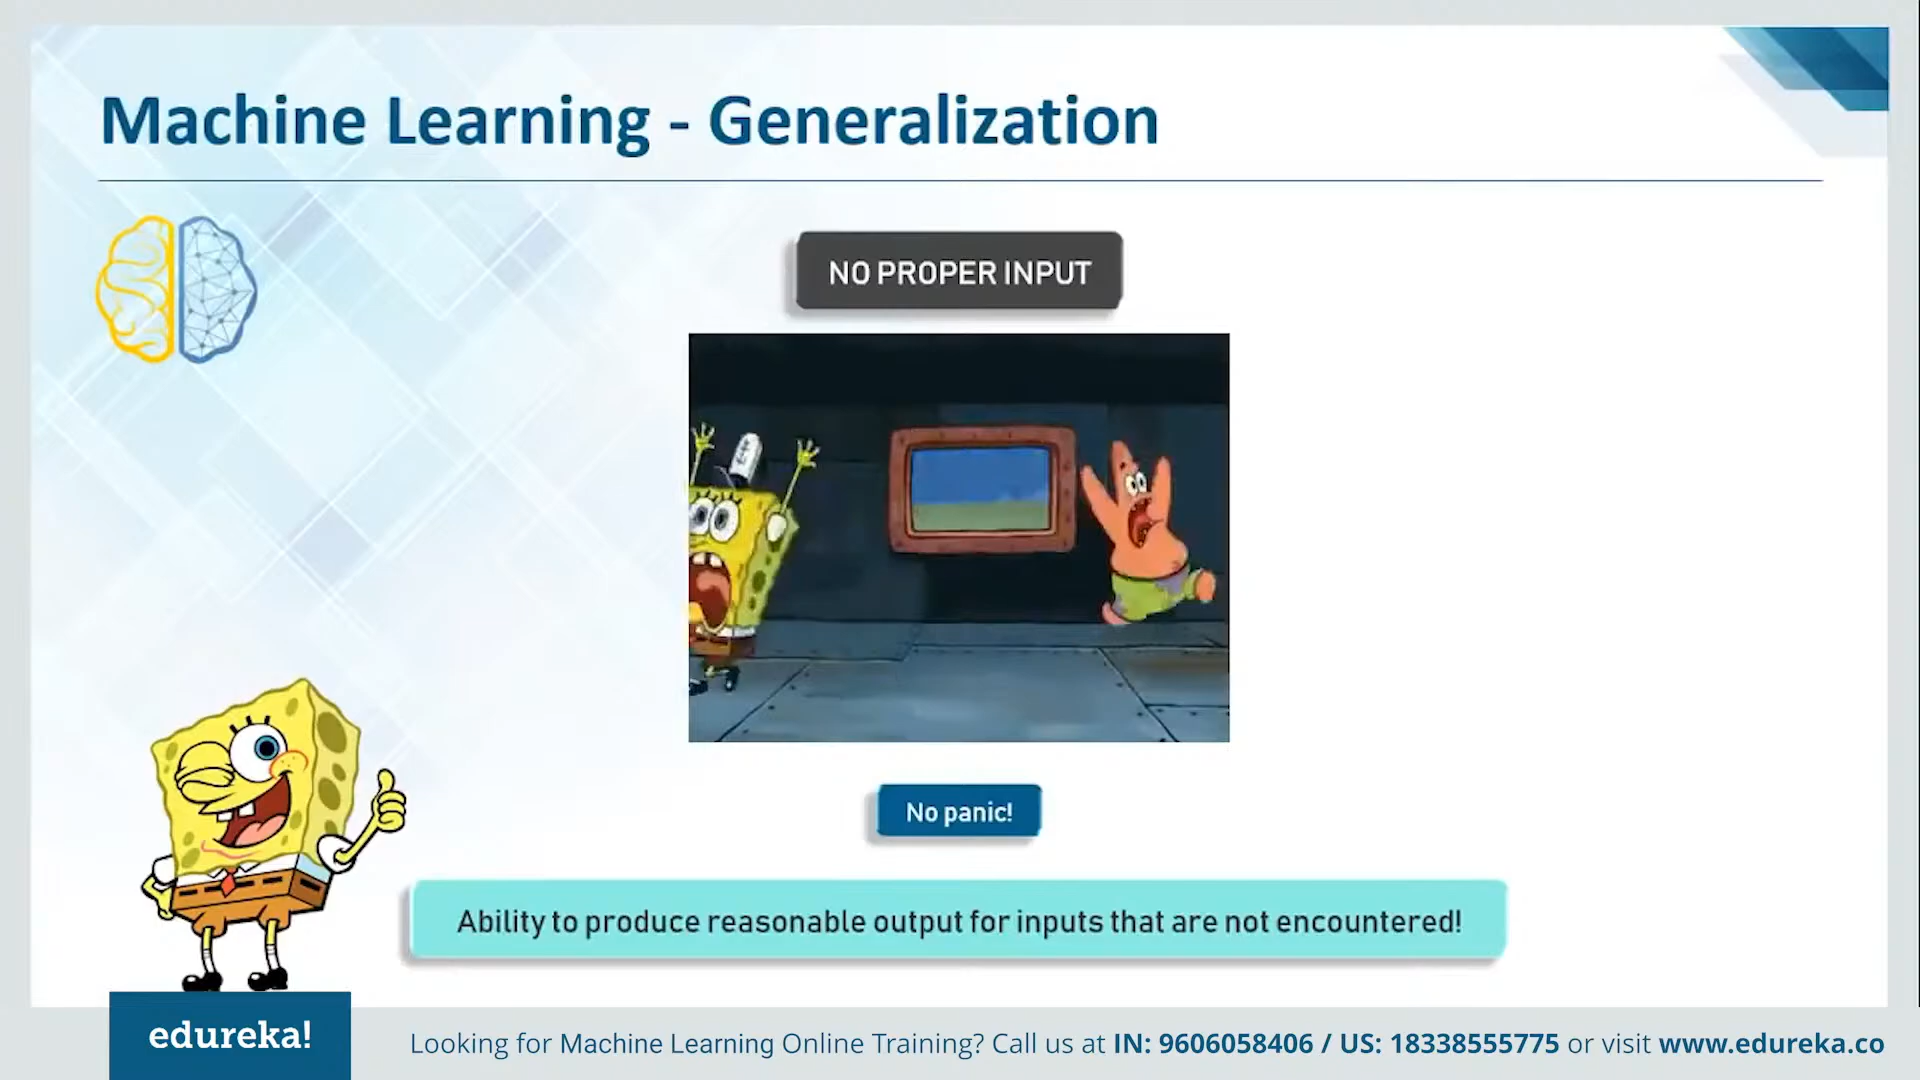 Machine Learning - Generalization
NO PROPER INPUT
No panic!
Ability to produce reasonable output for inputs that are not encountered!
edureka!
Looking for Machine Learning Online Training? Call us at IN: 9606058406 / US: 18338555775 or visit www.edureka.co